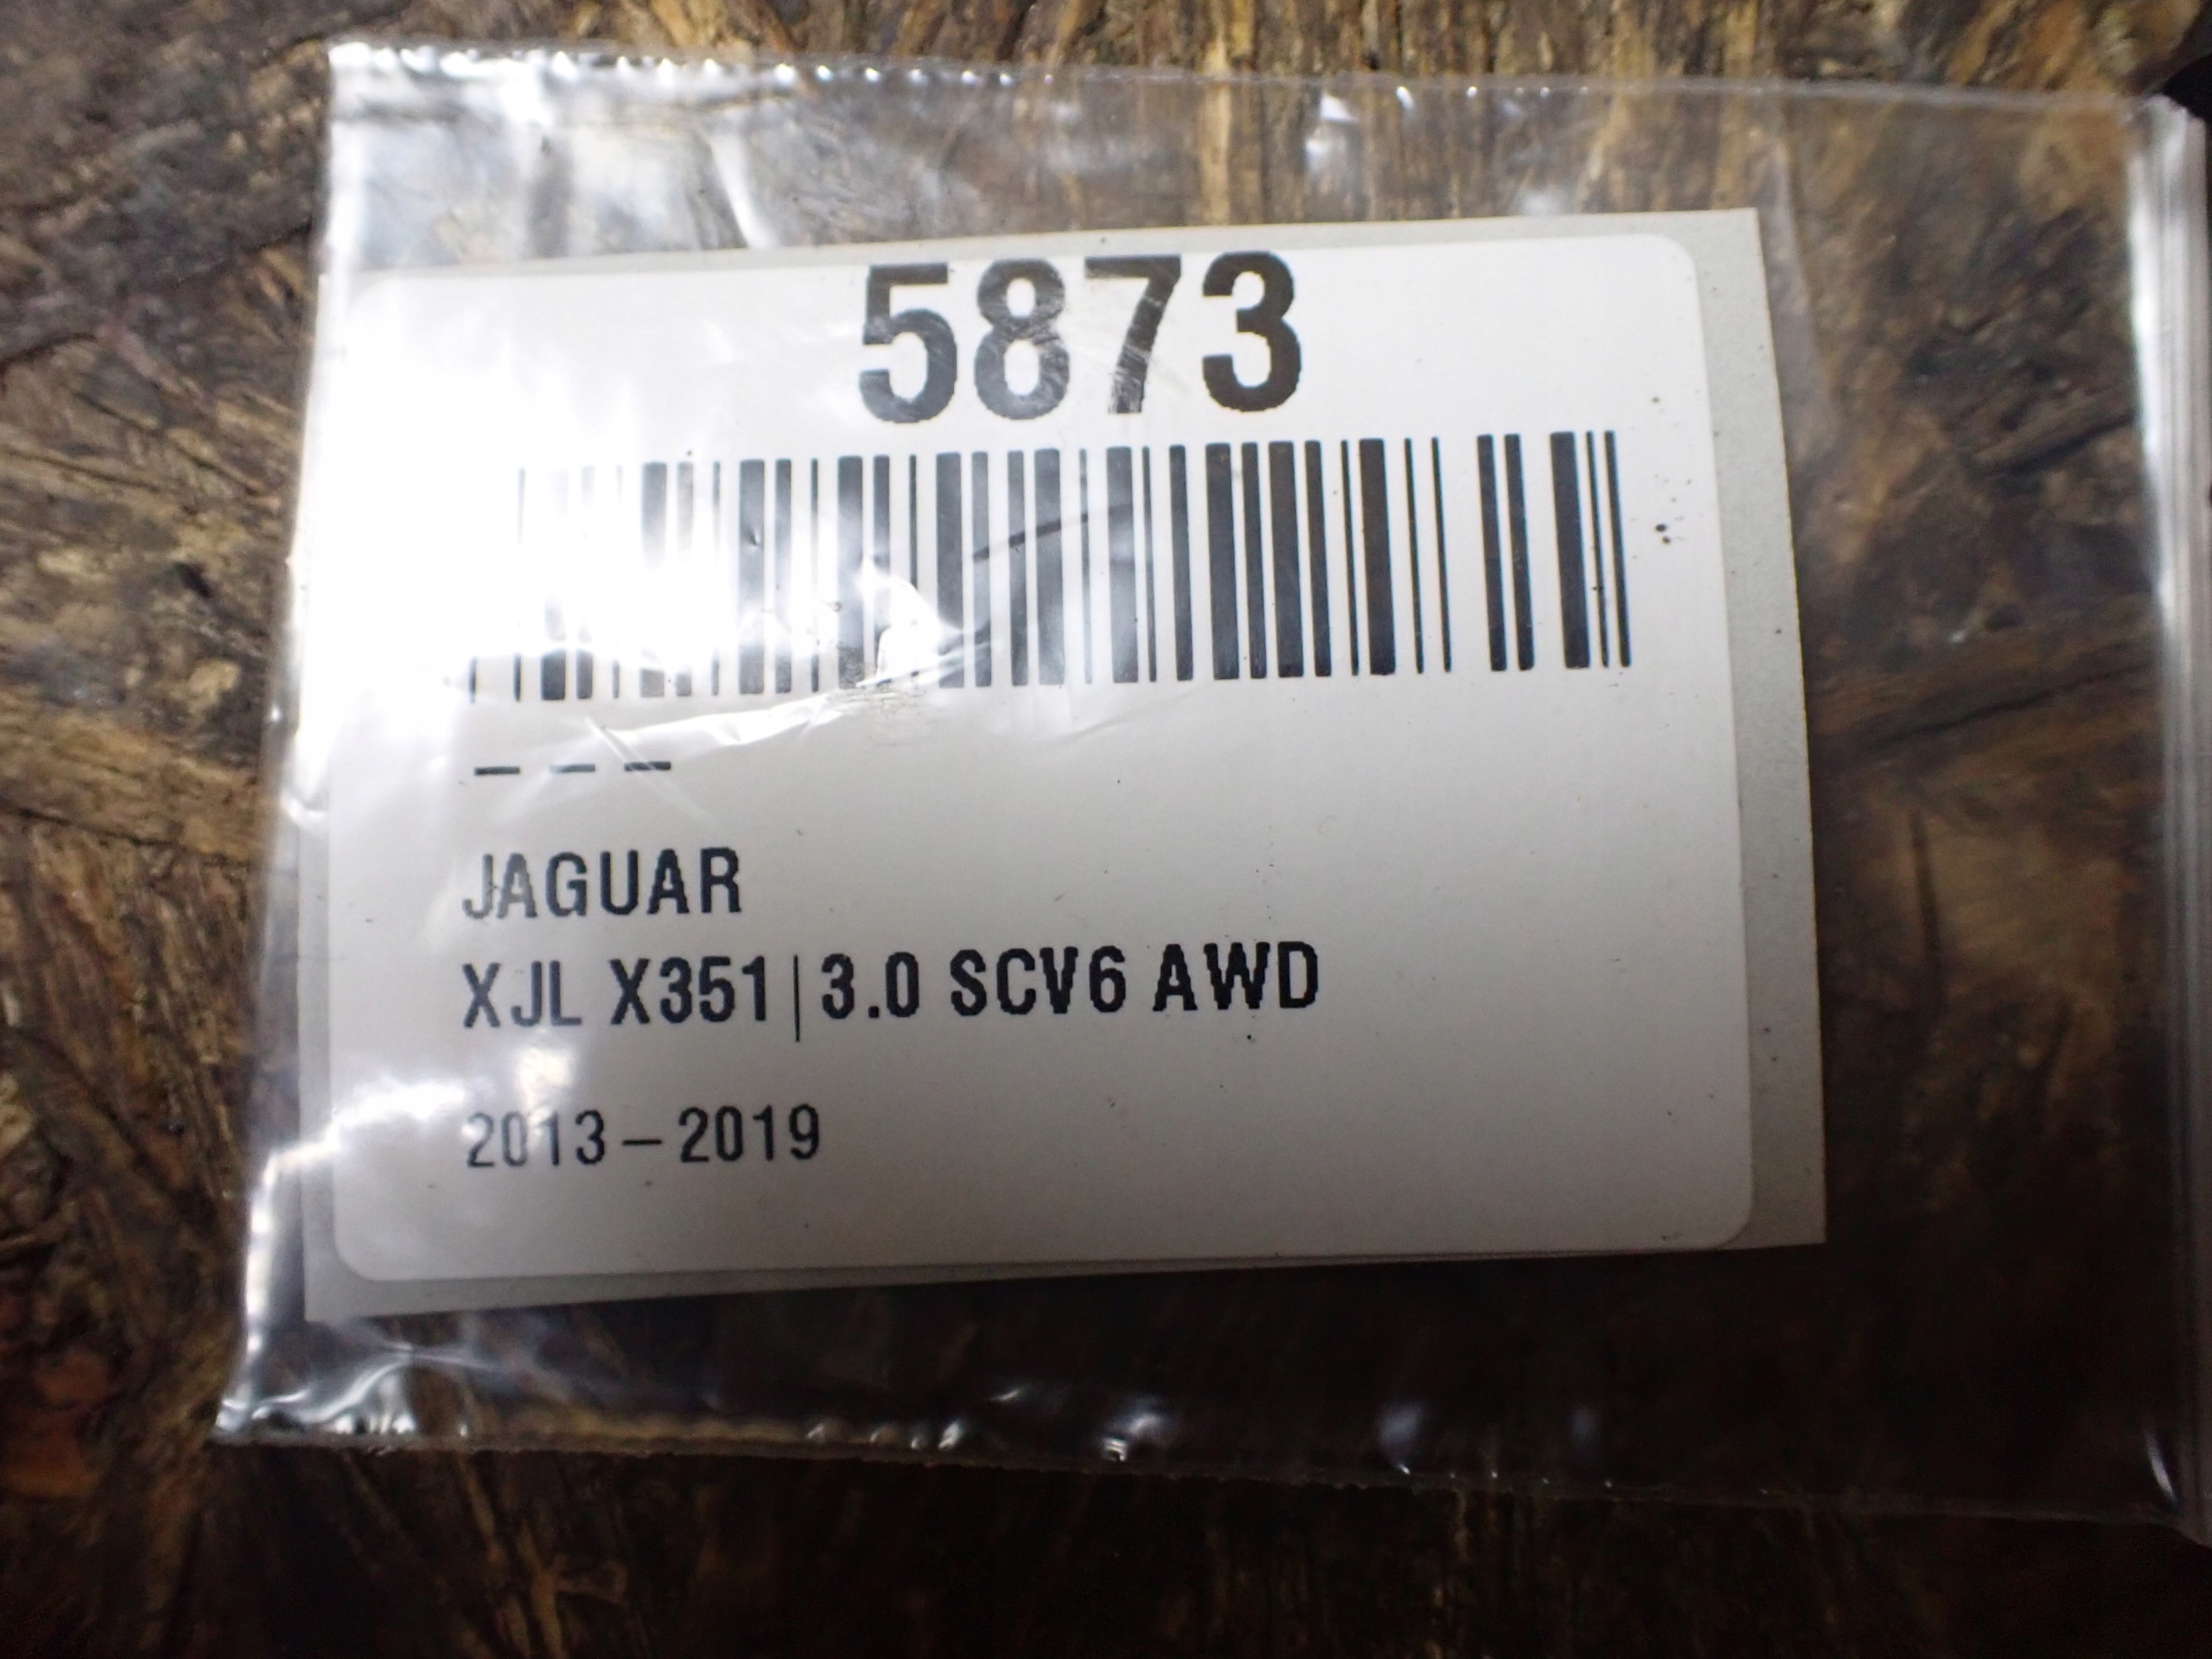 5873
– – –
JAGUAR
XJL X351|3.0 SCV6 AWD
2013–2019